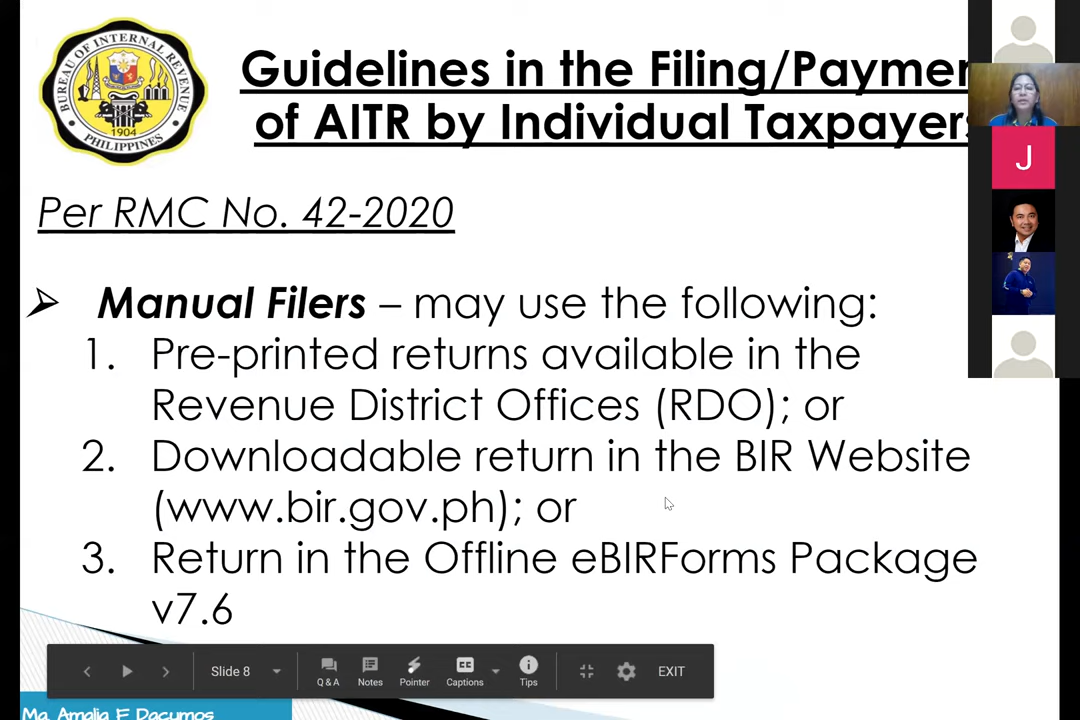 BUREAU OF INTERNAL REVENUE
1904
PHILIPPINES
Guidelines in the Filing/Paymen
of AITR by Individual Taxpayers
J
Per RMC No. 42-2020
➢ Manual Filers – may use the following:
1. Pre-printed returns available in the
Revenue District Offices (RDO); or
2. Downloadable return in the BIR Website
(www.bir.gov.ph); or
3. Return in the Offline eBIRForms Package
v7.6
Slide 8
Q & A
Notes
Pointer
CC
Captions
Tips
EXIT
Ma. Amalia F Dacumos